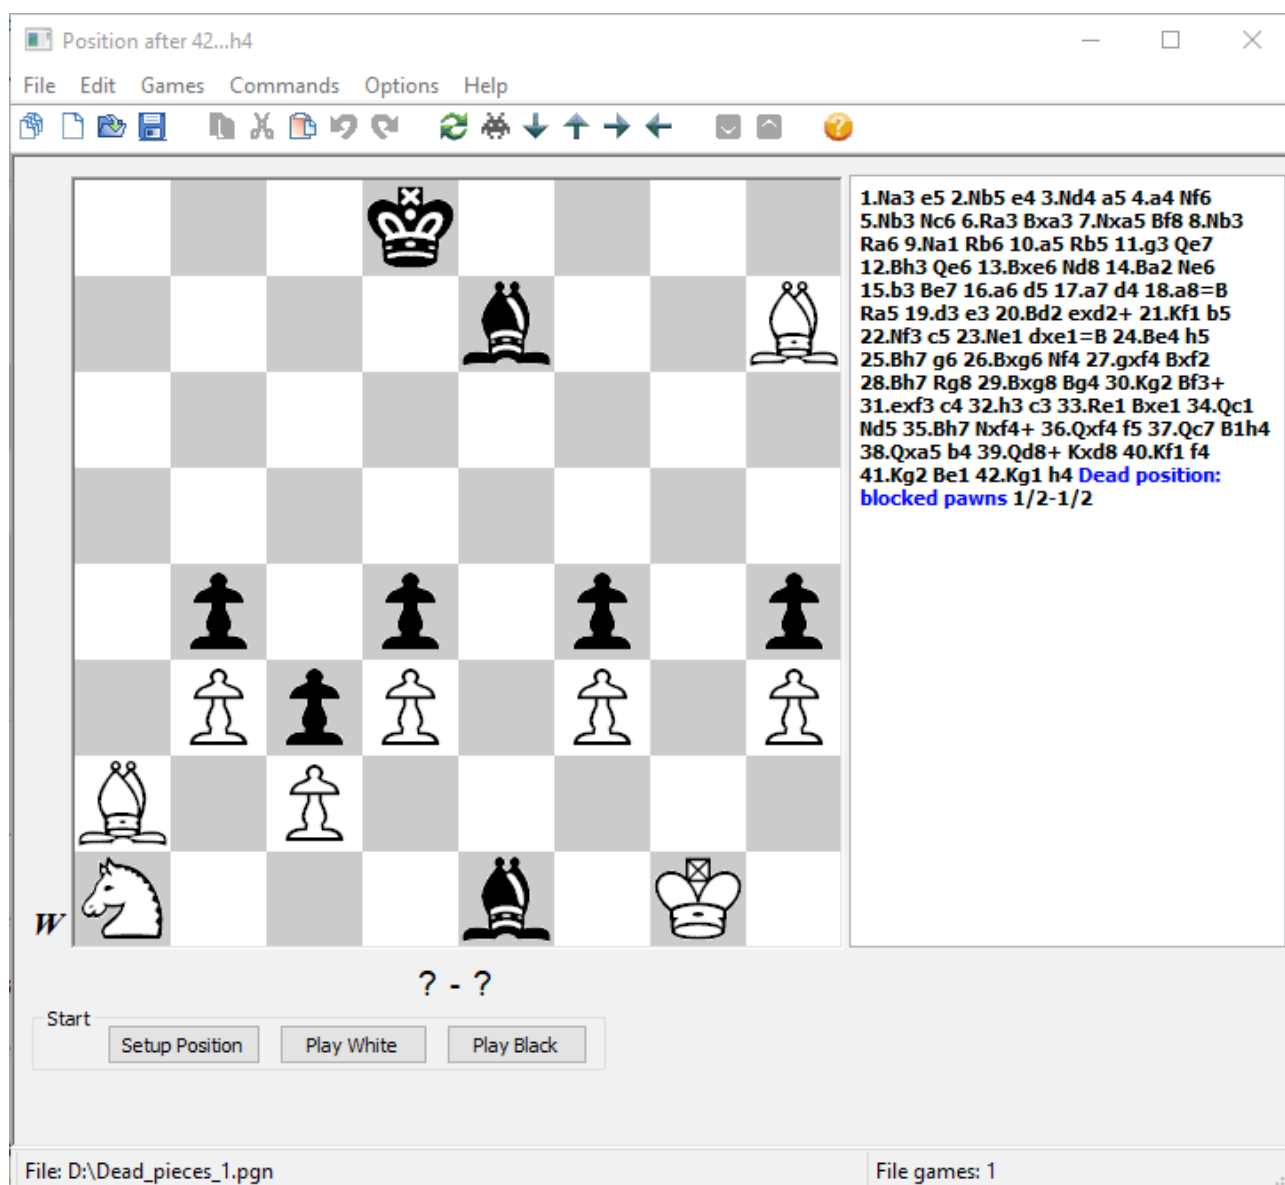 Position after 42...h4
File Edit Games Commands Options Help
1.Na3 e5 2.Nb5 e4 3.Nd4 a5 4.a4 Nf6
5.Nb3 Nc6 6.Ra3 Bxa3 7.Nxa5 Bf8 8.Nb3
Ra6 9.Na1 Rb6 10.a5 Rb5 11.g3 Qe7
12.Bh3 Qe6 13.Bxe6 Nd8 14.Ba2 Ne6
15.b3 Be7 16.a6 d5 17.a7 d4 18.a8=B
Ra5 19.d3 e3 20.Bd2 exd2+ 21.Kf1 b5
22.Nf3 c5 23.Ne1 dxe1=B 24.Be4 h5
25.Bh7 g6 26.Bxg6 Nf4 27.gxf4 Bxf2
28.Bh7 Rg8 29.Bxg8 Bg4 30.Kg2 Bf3+
31.exf3 c4 32.h3 c3 33.Re1 Bxe1 34.Qc1
Nd5 35.Bh7 Nxf4+ 36.Qxf4 f5 37.Qc7 B1h4
38.Qxa5 b4 39.Qd8+ Kxd8 40.Kf1 f4
41.Kg2 Be1 42.Kg1 h4 Dead position:
blocked pawns 1/2-1/2
W
? - ?
Start
Setup Position Play White Play Black
File: D:\Dead_pieces_1.pgn File games: 1